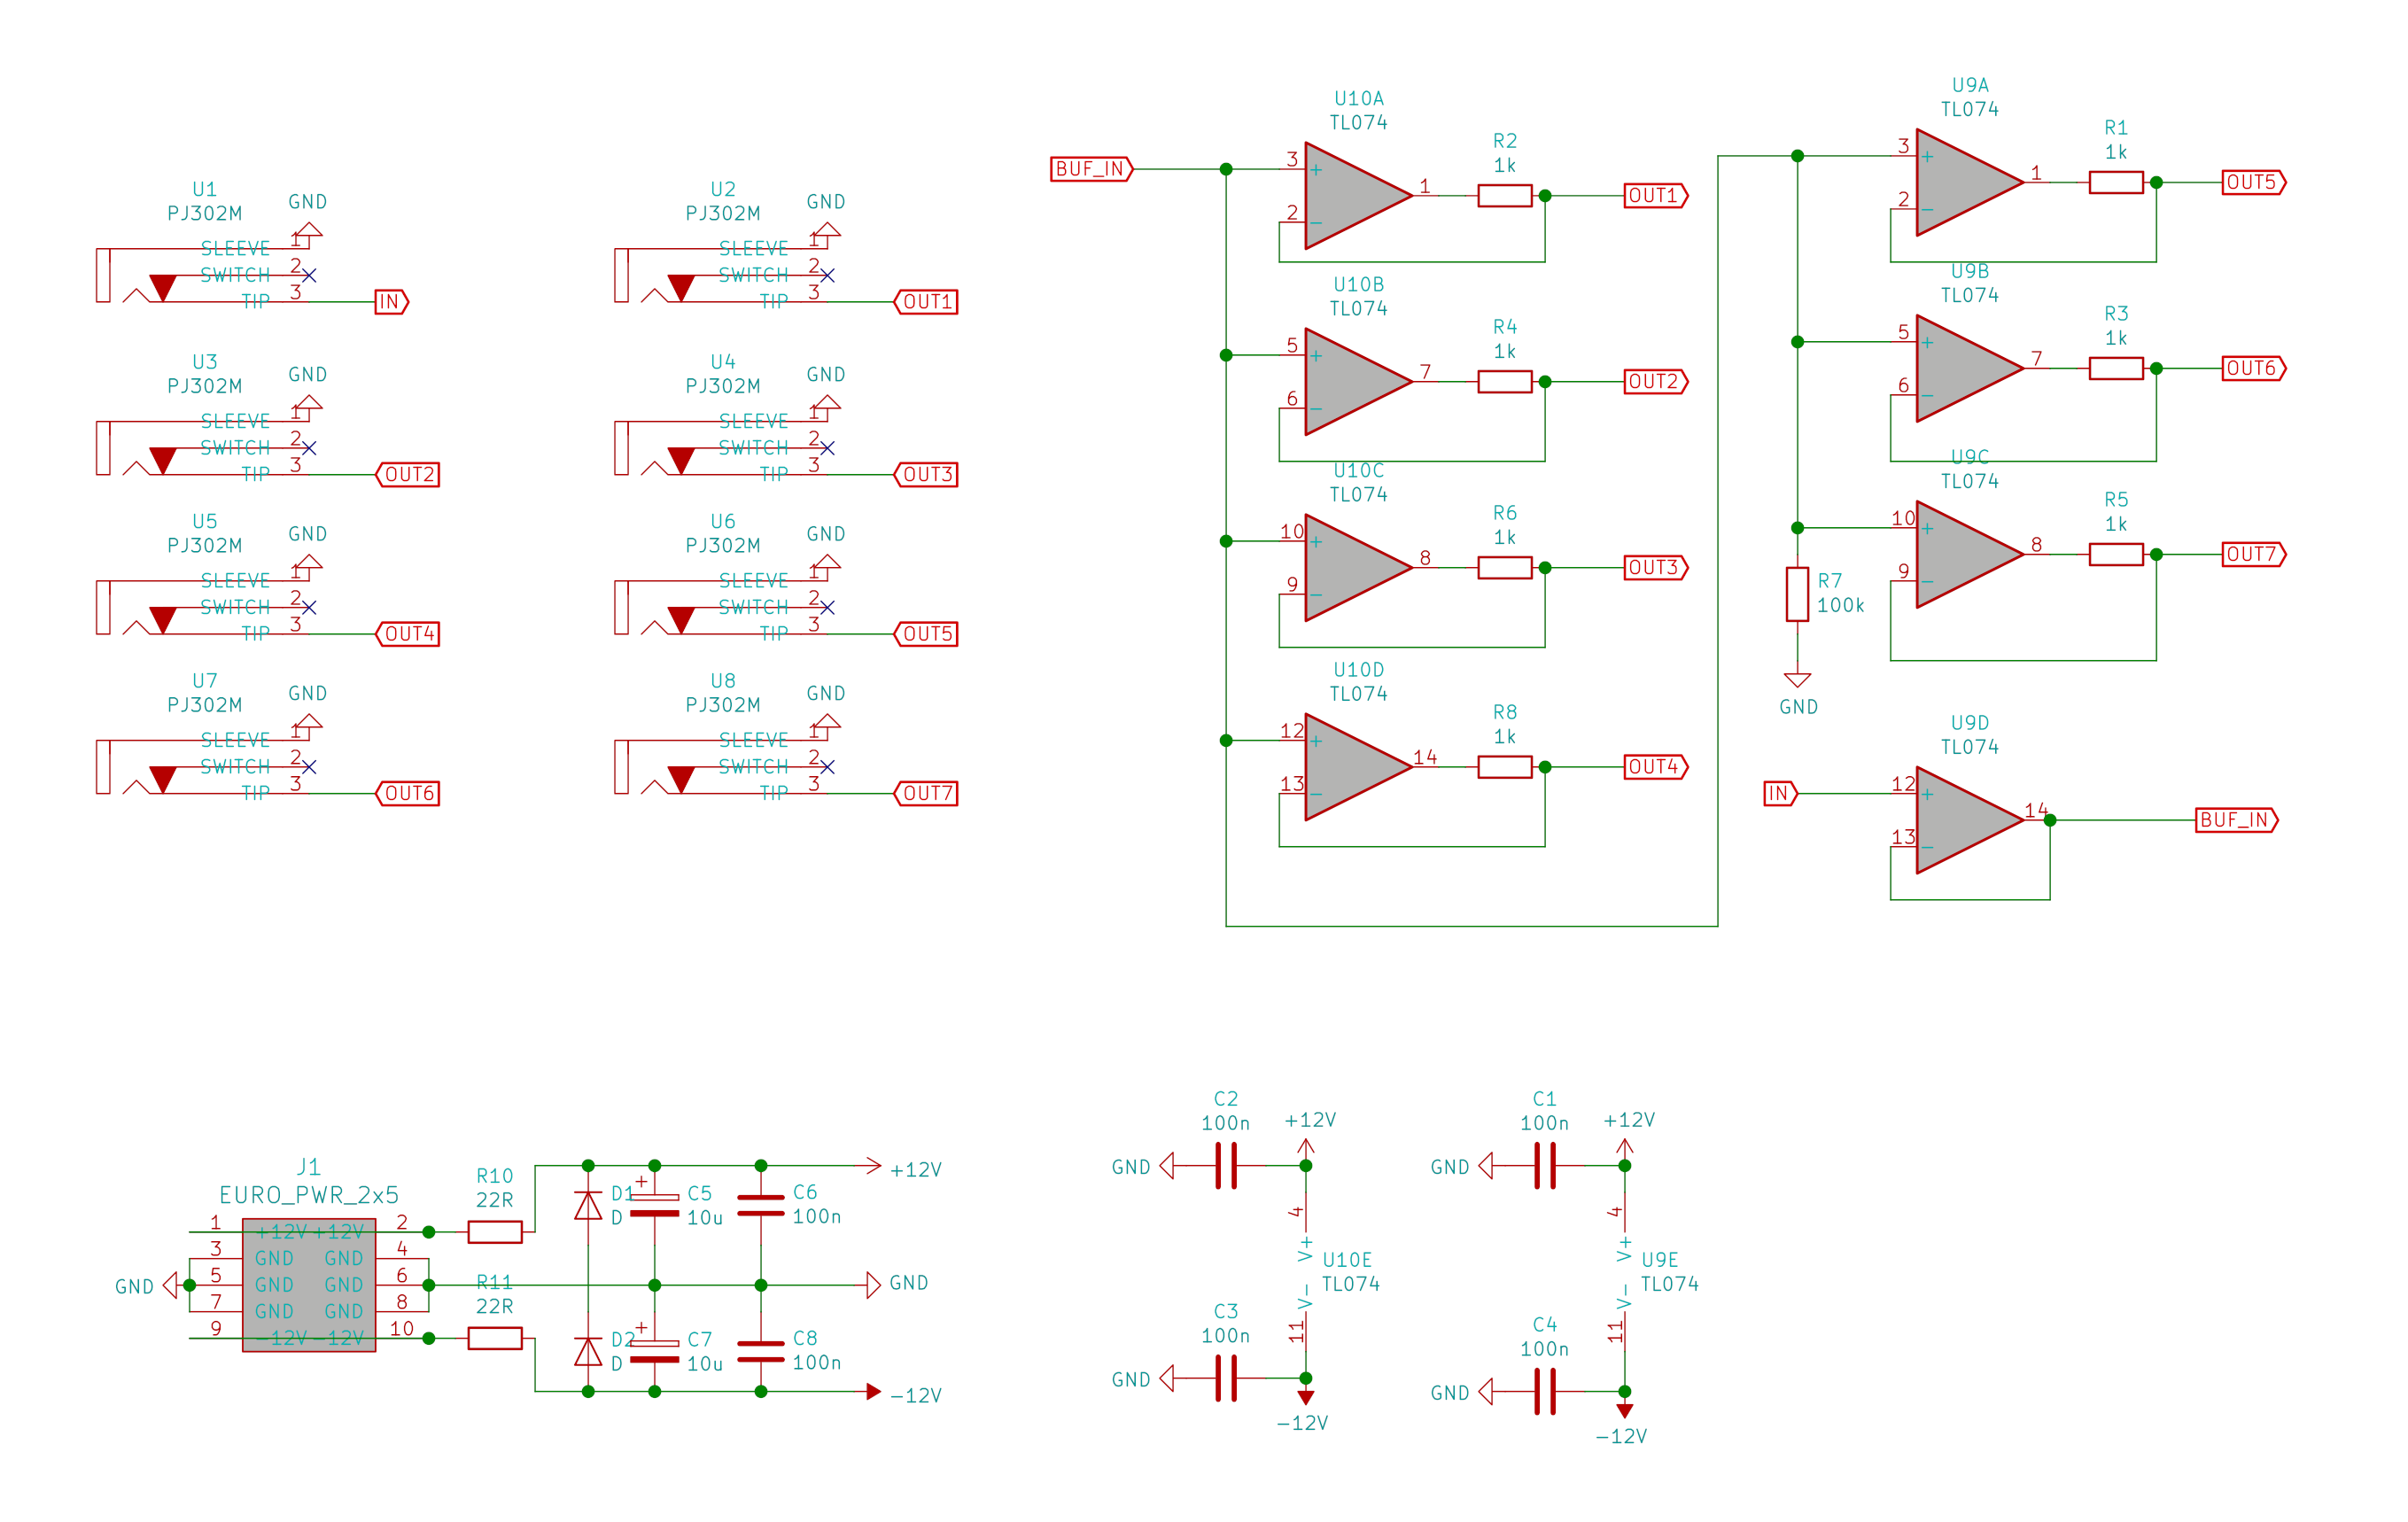 U1
PJ302M
GND
SLEEVE 1
SWITCH 2
TIP 3
IN
U2
PJ302M
GND
SLEEVE 1
SWITCH 2
TIP 3
OUT1
U3
PJ302M
GND
SLEEVE 1
SWITCH 2
TIP 3
OUT2
U4
PJ302M
GND
SLEEVE 1
SWITCH 2
TIP 3
OUT3
U5
PJ302M
GND
SLEEVE 1
SWITCH 2
TIP 3
OUT4
U6
PJ302M
GND
SLEEVE 1
SWITCH 2
TIP 3
OUT5
U7
PJ302M
GND
SLEEVE 1
SWITCH 2
TIP 3
OUT6
U8
PJ302M
GND
SLEEVE 1
SWITCH 2
TIP 3
OUT7
BUF_IN
U10A
TL074
3 +
2 −
1
R2
1k
OUT1
U10B
TL074
5 +
6 −
7
R4
1k
OUT2
U10C
TL074
10 +
9 −
8
R6
1k
OUT3
U10D
TL074
12 +
13 −
14
R8
1k
OUT4
U9A
TL074
3 +
2 −
1
R1
1k
OUT5
U9B
TL074
5 +
6 −
7
R3
1k
OUT6
U9C
TL074
10 +
9 −
8
R5
1k
OUT7
R7
100k
GND
U9D
TL074
IN
12 +
13 −
14
BUF_IN
J1
EURO_PWR_2x5
1 +12V +12V 2
3 GND GND 4
5 GND GND 6
7 GND GND 8
9 −12V −12V 10
GND
R10
22R
R11
22R
D1
D
+
C5
10u
C6
100n
+12V
GND
D2
D
+
C7
10u
C8
100n
−12V
C2
100n
GND
+12V
4
V+
U10E
TL074
V−
11
C3
100n
GND
−12V
C1
100n
GND
+12V
4
V+
U9E
TL074
V−
11
C4
100n
GND
−12V